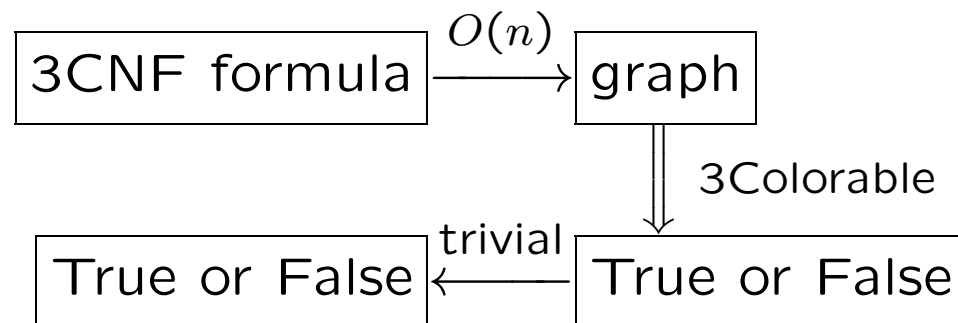 O(n)
3CNF formula
graph
3Colorable
trivial
True or False
True or False